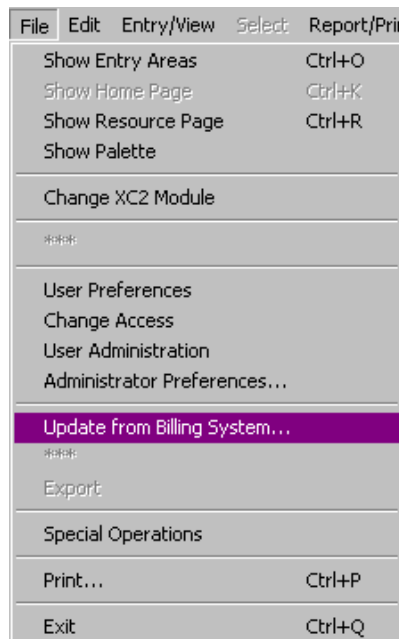 File Edit Entry/View Select Report/Pri
Show Entry Areas Ctrl+O
Show Home Page Ctrl+K
Show Resource Page Ctrl+R
Show Palette
Change XC2 Module
***
User Preferences
Change Access
User Administration
Administrator Preferences...
Update from Billing System...
***
Export
Special Operations
Print... Ctrl+P
Exit Ctrl+Q